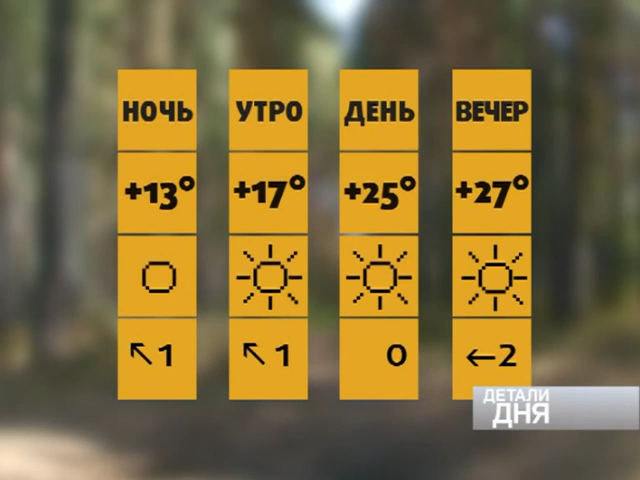 НОЧЬ УТРО ДЕНЬ ВЕЧЕР
+13° +17° +25° +27°
↖1 ↖1 0 ←2
ДЕТАЛИ
ДНЯ